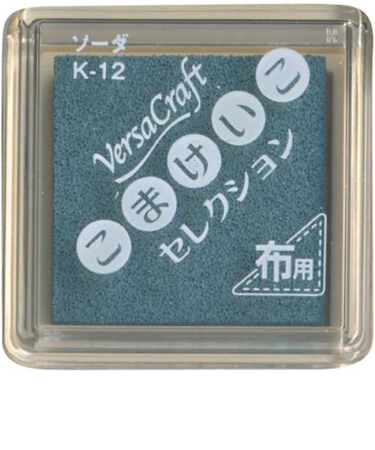 ソーダ
K-12
VersaCraft
こまけいこ
セレクション
布用